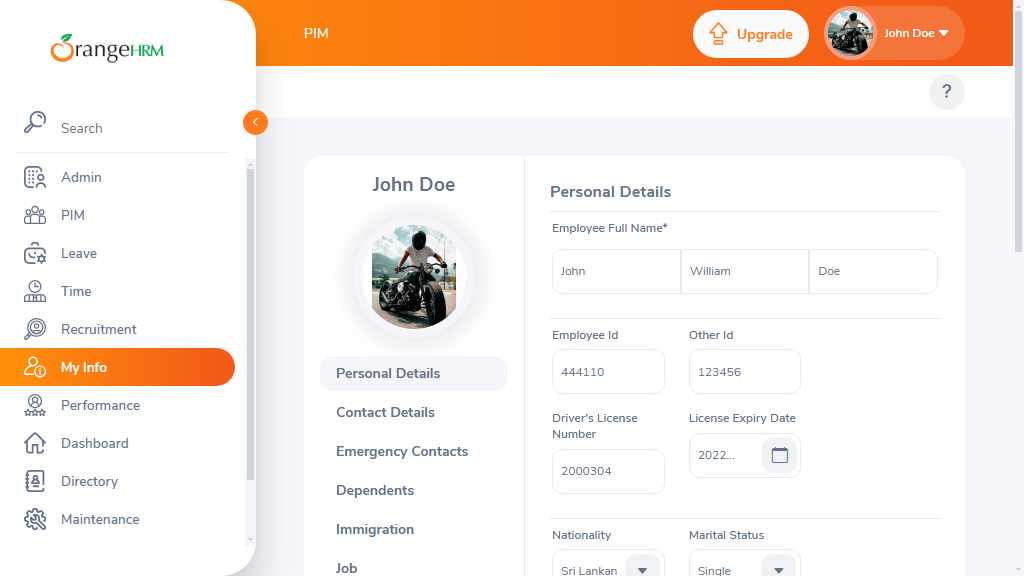 OrangeHRM
Search
Admin
PIM
Leave
Time
Recruitment
My Info
Performance
Dashboard
Directory
Maintenance
PIM
Upgrade
John Doe
?
John Doe
Personal Details
Contact Details
Emergency Contacts
Dependents
Immigration
Job
Personal Details
Employee Full Name*
John William Doe
Employee Id Other Id
444110 123456
Driver's License Number License Expiry Date
2000304 2022...
Nationality Marital Status
Sri Lankan Single